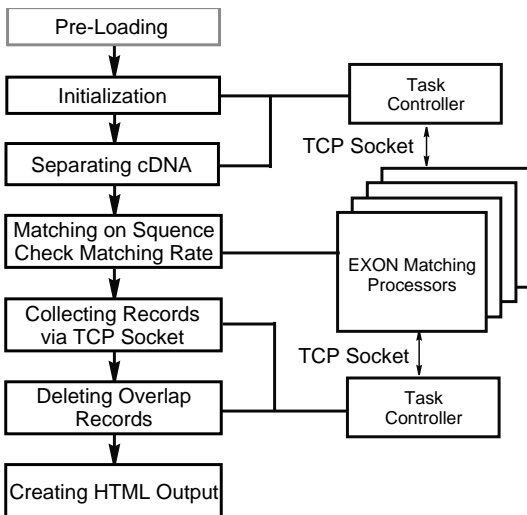 Pre-Loading
Initialization
Separating cDNA
Matching on Squence
Check Matching Rate
Collecting Records
via TCP Socket
Deleting Overlap
Records
Creating HTML Output
Task
Controller
TCP Socket
EXON Matching
Processors
TCP Socket
Task
Controller